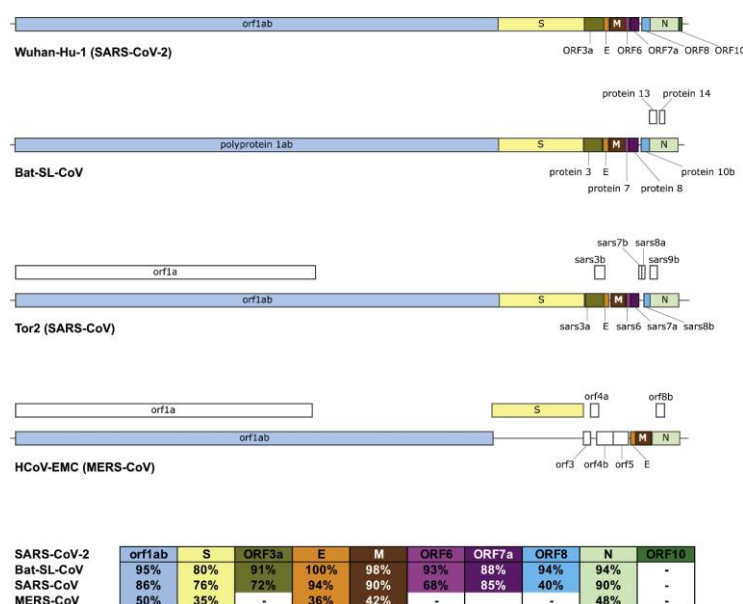 orf1ab S M N
ORF3a E ORF6 ORF7a ORF8 ORF10
Wuhan-Hu-1 (SARS-CoV-2)
protein 13 protein 14
polyprotein 1ab S M N
protein 3 E protein 10b
Bat-SL-CoV
protein 7 protein 8
sars7b sars8a
sars3b sars9b
orf1a
orf1ab S M N
sars3a E sars6 sars7a sars8b
Tor2 (SARS-CoV)
orf4a orf8b
orf1a S
orf1ab M N
orf3 orf4b orf5 E
HCoV-EMC (MERS-CoV)
SARS-CoV-2 orf1ab S ORF3a E M ORF6 ORF7a ORF8 N ORF10
Bat-SL-CoV 95% 80% 91% 100% 98% 93% 88% 94% 94% -
SARS-CoV 86% 76% 72% 94% 90% 68% 85% 40% 90% -
MERS-CoV 50% 35% - 36% 42% - - - 48% -